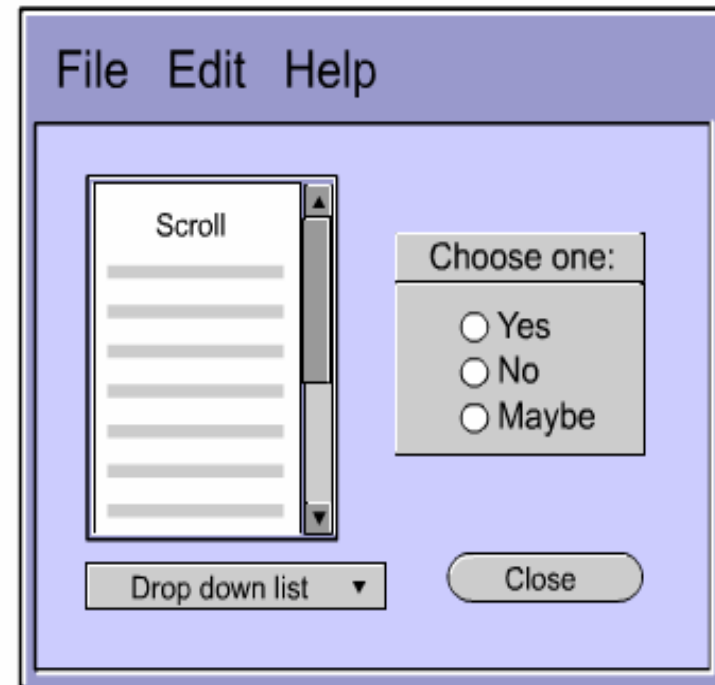 File Edit Help
Scroll
Choose one:
Yes
No
Maybe
Drop down list
Close